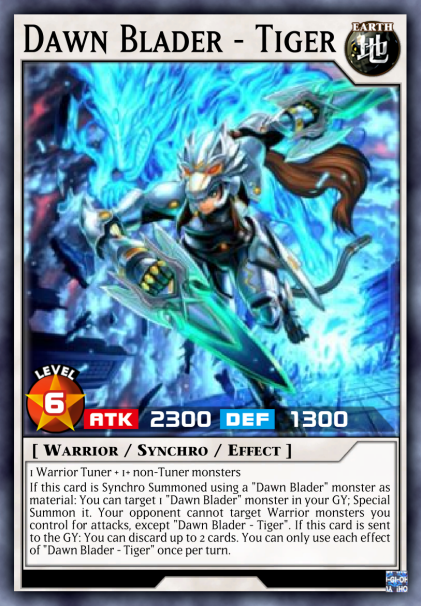 DAWN BLADER - TIGER
EARTH
地
LEVEL
6
ATK 2300 DEF 1300
[ WARRIOR / SYNCHRO / EFFECT ]
1 Warrior Tuner + 1+ non-Tuner monsters
If this card is Synchro Summoned using a "Dawn Blader" monster as
material: You can target 1 "Dawn Blader" monster in your GY; Special
Summon it. Your opponent cannot target Warrior monsters you
control for attacks, except "Dawn Blader - Tiger". If this card is sent
to the GY: You can discard up to 2 cards. You can only use each effect
of "Dawn Blader - Tiger" once per turn.